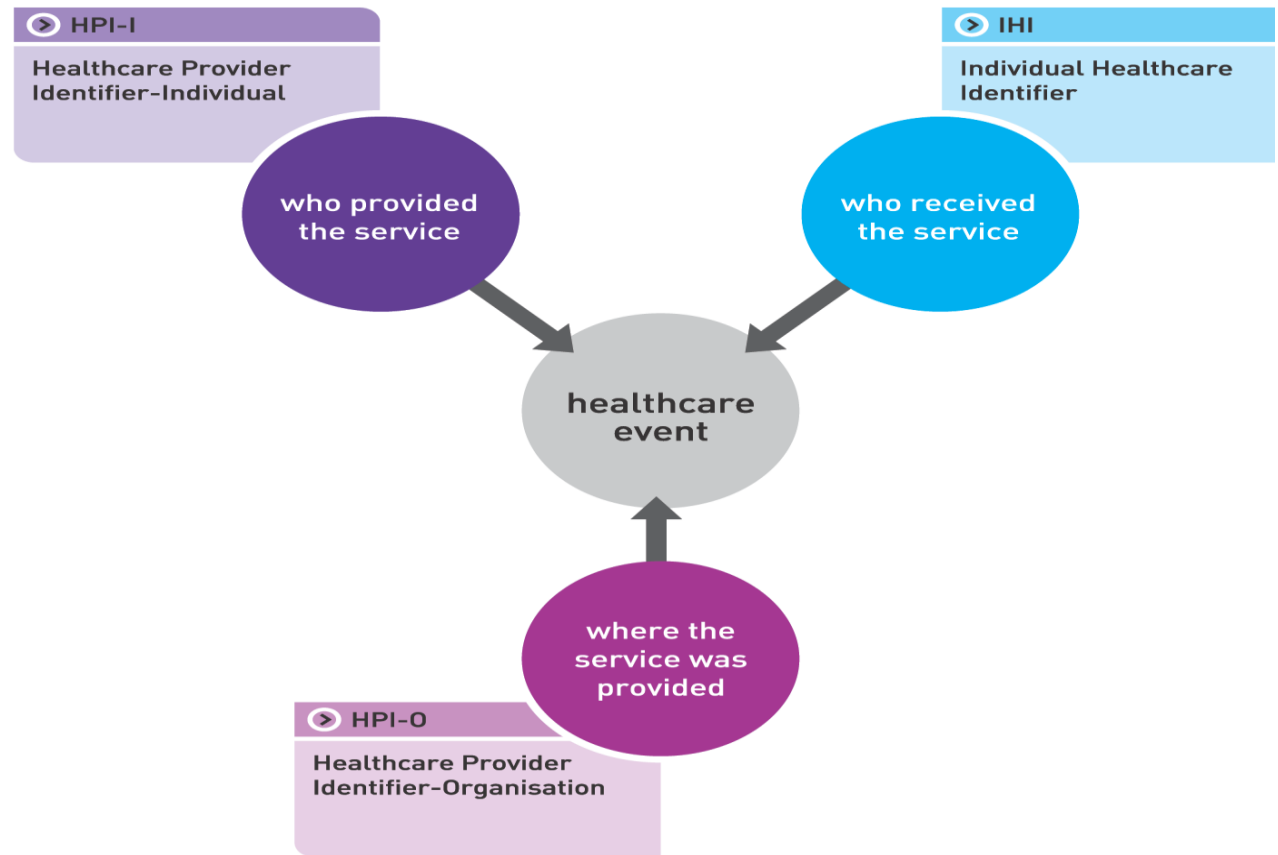 HPI-I
Healthcare Provider
Identifier-Individual
who provided
the service
IHI
Individual Healthcare
Identifier
who received
the service
healthcare
event
where the
service was
provided
HPI-O
Healthcare Provider
Identifier-Organisation